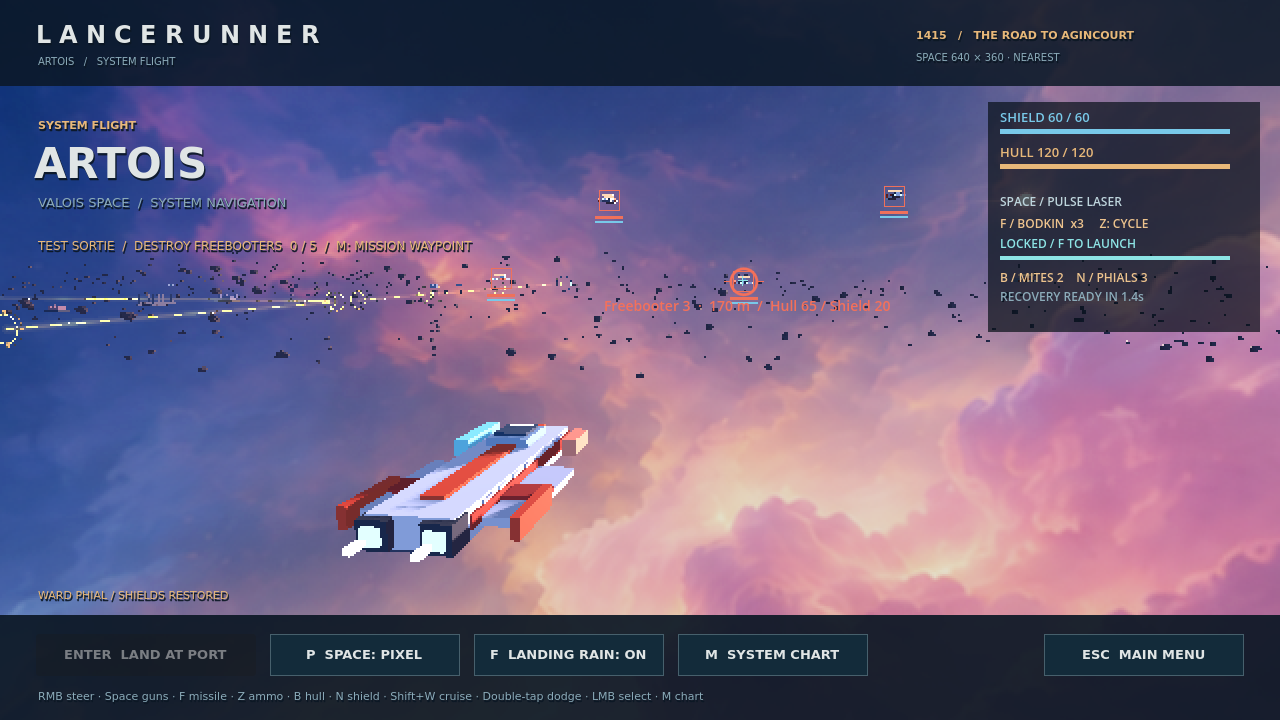 LANCERUNNER
ARTOIS / SYSTEM FLIGHT
1415 / THE ROAD TO AGINCOURT
SPACE 640 × 360 · NEAREST
SYSTEM FLIGHT
ARTOIS
VALOIS SPACE / SYSTEM NAVIGATION
TEST SORTIE / DESTROY FREEBOOTERS 0 / 5 / M: MISSION WAYPOINT
SHIELD 60 / 60
HULL 120 / 120
SPACE / PULSE LASER
F / BODKIN x3 Z: CYCLE
LOCKED / F TO LAUNCH
B / MITES 2 N / PHIALS 3
RECOVERY READY IN 1.4s
Freebooter 3 · 170 m / Hull 65 / Shield 20
WARD PHIAL / SHIELDS RESTORED
ENTER LAND AT PORT
P SPACE: PIXEL
F LANDING RAIN: ON
M SYSTEM CHART
ESC MAIN MENU
RMB steer · Space guns · F missile · Z ammo · B hull · N shield · Shift+W cruise · Double-tap dodge · LMB select · M chart